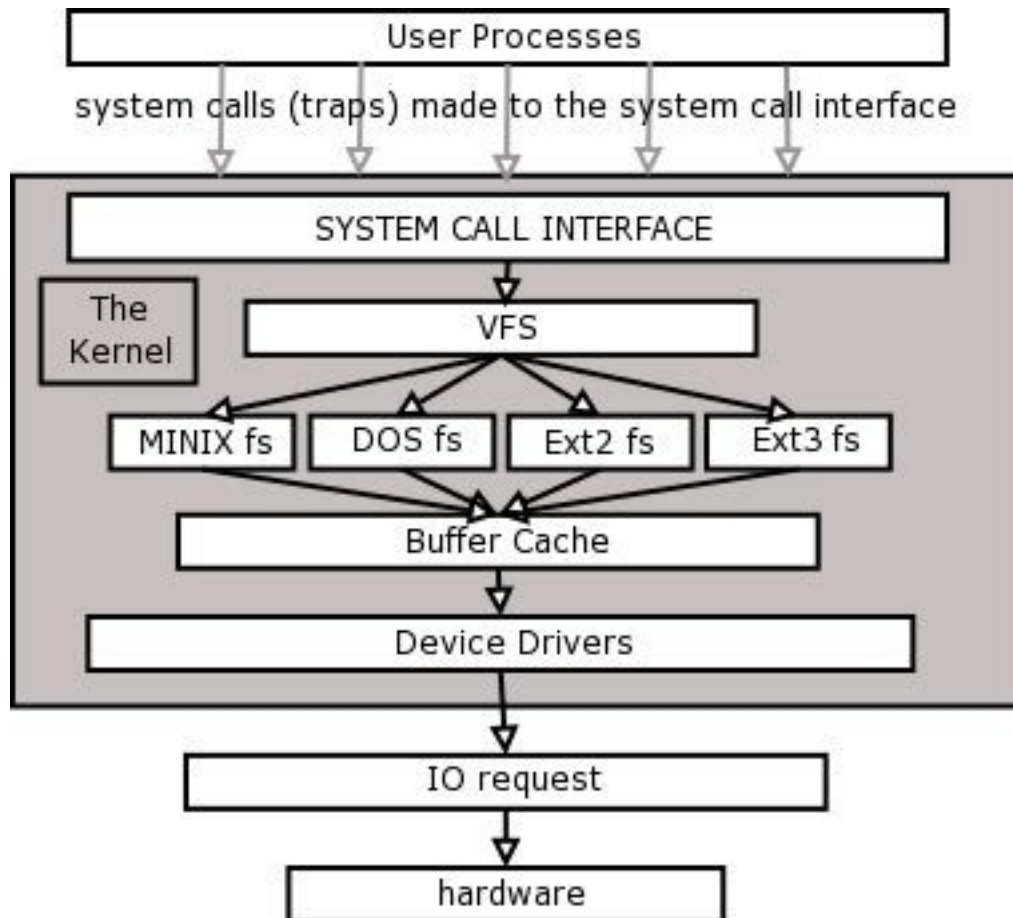 User Processes
system calls (traps) made to the system call interface
SYSTEM CALL INTERFACE
The
Kernel
VFS
MINIX fs
DOS fs
Ext2 fs
Ext3 fs
Buffer Cache
Device Drivers
IO request
hardware